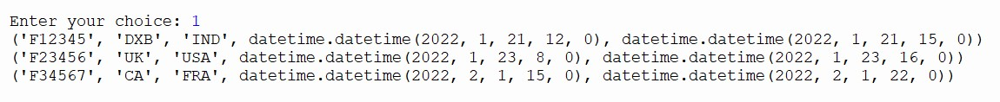 Enter your choice: 1
('F12345', 'DXB', 'IND', datetime.datetime(2022, 1, 21, 12, 0), datetime.datetime(2022, 1, 21, 15, 0))
('F23456', 'UK', 'USA', datetime.datetime(2022, 1, 23, 8, 0), datetime.datetime(2022, 1, 23, 16, 0))
('F34567', 'CA', 'FRA', datetime.datetime(2022, 2, 1, 15, 0), datetime.datetime(2022, 2, 1, 22, 0))